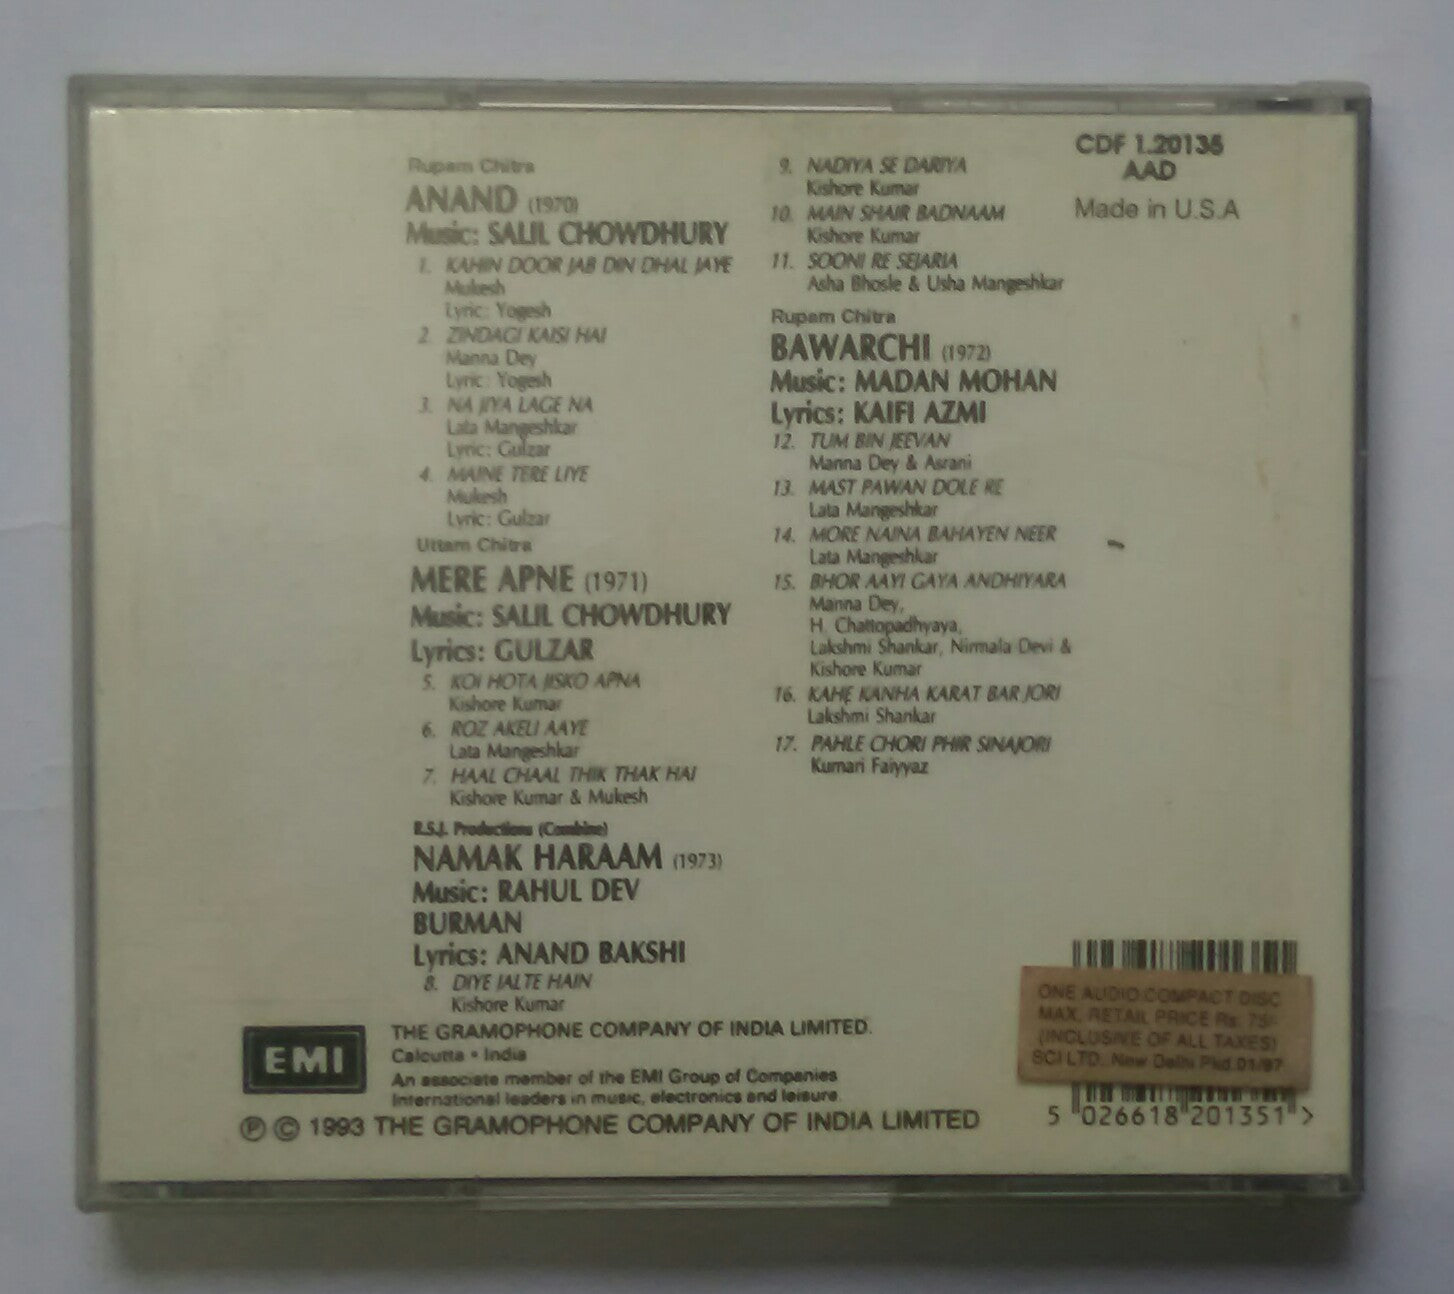 Rupam Chitra
ANAND (1970)
Music: SALIL CHOWDHURY
1. KAHIN DOOR JAB DIN DHAL JAYE
Mukesh
Lyric: Yogesh
2. ZINDAGI KAISI HAI
Manna Dey
Lyric: Yogesh
3. NA JIYA LAGE NA
Lata Mangeshkar
Lyric: Gulzar
4. MAINE TERE LIYE
Mukesh
Lyric: Gulzar
Uttam Chitra
MERE APNE (1971)
Music: SALIL CHOWDHURY
Lyrics: GULZAR
5. KOI HOTA JISKO APNA
Kishore Kumar
6. ROZ AKELI AAYE
Lata Mangeshkar
7. HAAL CHAAL THIK THAK HAI
Kishore Kumar & Mukesh
R.S.J. Productions (Combine)
NAMAK HARAAM (1973)
Music: RAHUL DEV
BURMAN
Lyrics: ANAND BAKSHI
8. DIYE JALTE HAIN
Kishore Kumar
9. NADIYA SE DARIYA
Kishore Kumar
10. MAIN SHAIR BADNAAM
Kishore Kumar
11. SOONI RE SEJARIA
Asha Bhosle & Usha Mangeshkar
Rupam Chitra
BAWARCHI (1972)
Music: MADAN MOHAN
Lyrics: KAIFI AZMI
12. TUM BIN JEEVAN
Manna Dey & Asrani
13. MAST PAWAN DOLE RE
Lata Mangeshkar
14. MORE NAINA BAHAYEN NEER
Lata Mangeshkar
15. BHOR AAYI GAYA ANDHIYARA
Manna Dey,
H. Chattopadhyaya,
Lakshmi Shankar, Nirmala Devi &
Kishore Kumar
16. KAHE KANHA KARAT BARJORI
Lakshmi Shankar
17. PAHLE CHORI PHIR SINAJORI
Kumari Faiyyaz
CDF 1.20135
AAD
Made in U.S.A
EMI
THE GRAMOPHONE COMPANY OF INDIA LIMITED.
Calcutta • India
An associate member of the EMI Group of Companies
International leaders in music, electronics and leisure.
Ⓟ © 1993 THE GRAMOPHONE COMPANY OF INDIA LIMITED
ONE AUDIO COMPACT DISC
MAX. RETAIL PRICE Rs. 75/-
(INCLUSIVE OF ALL TAXES)
SCI LTD. New Delhi Pkd.01/97
5 026618 201351 >